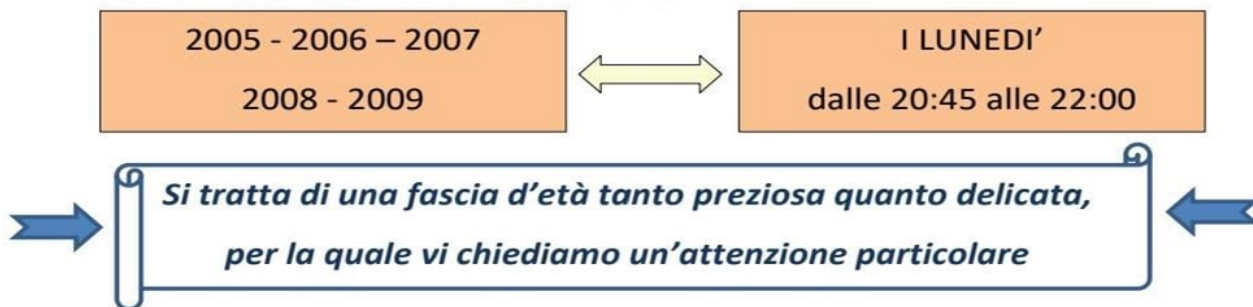 2005 - 2006 – 2007
2008 - 2009
I LUNEDI’
dalle 20:45 alle 22:00
Si tratta di una fascia d’età tanto preziosa quanto delicata,
per la quale vi chiediamo un’attenzione particolare